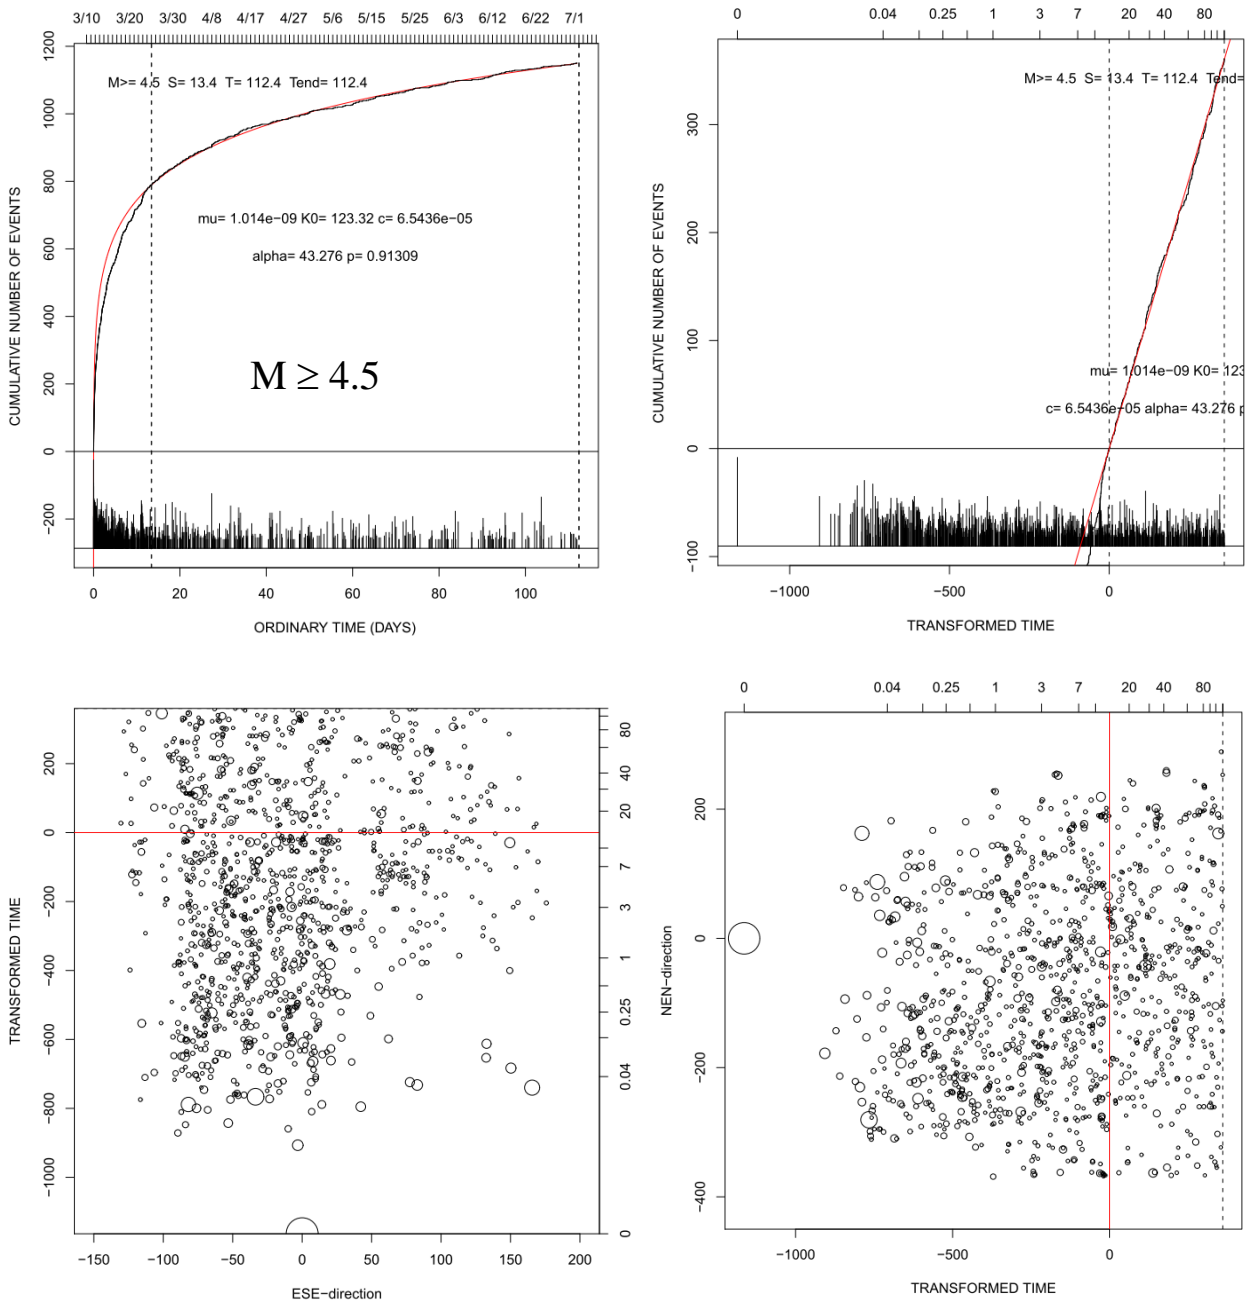 3/10 3/20 3/30 4/8 4/17 4/27 5/6 5/15 5/25 6/3 6/12 6/22 7/1
M>= 4.5 S= 13.4 T= 112.4 Tend= 112.4
mu= 1.014e−09 K0= 123.32 c= 6.5436e−05
alpha= 43.276 p= 0.91309
M ≥ 4.5
CUMULATIVE NUMBER OF EVENTS
1200
1000
800
600
400
200
0
−200
0 20 40 60 80 100
ORDINARY TIME (DAYS)
0 0.04 0.25 1 3 7 20 40 80
M>= 4.5 S= 13.4 T= 112.4 Tend=
mu= 1.014e−09 K0= 123
c= 6.5436e−05 alpha= 43.276 p
CUMULATIVE NUMBER OF EVENTS
300
200
100
0
−100
−1000 −500 0
TRANSFORMED TIME
TRANSFORMED TIME
200
0
−200
−400
−600
−800
−1000
80
40
20
7
3
1
0.25
0.04
0
−150 −100 −50 0 50 100 150 200
ESE−direction
0 0.04 0.25 1 3 7 20 40 80
NEN−direction
200
0
−200
−400
−1000 −500 0
TRANSFORMED TIME